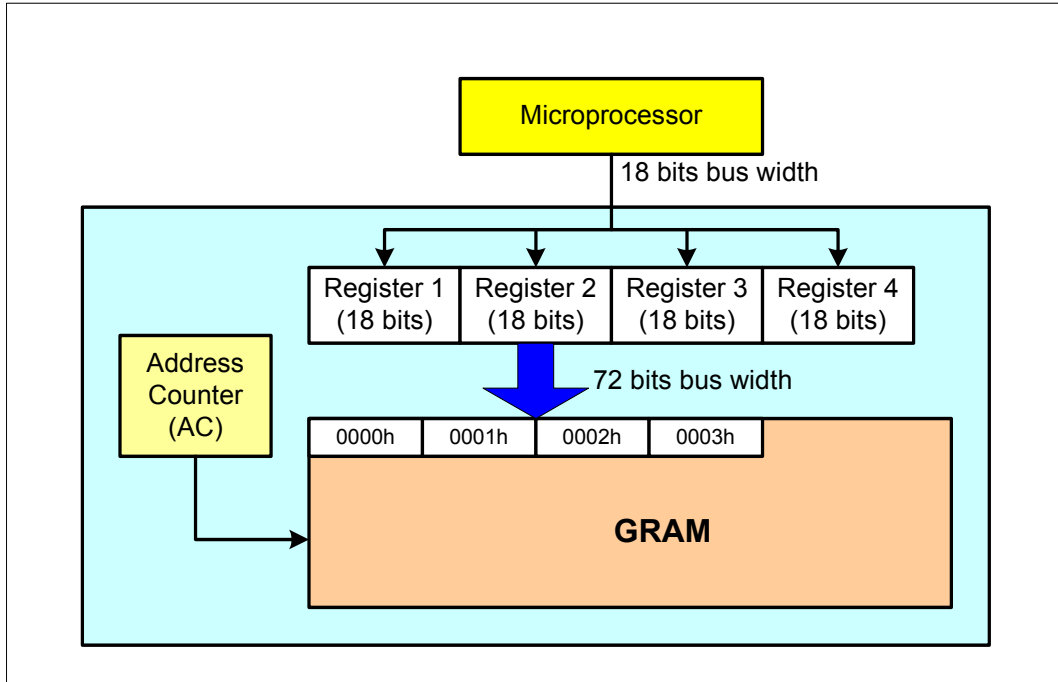 Microprocessor
18 bits bus width
Register 1
(18 bits)
Register 2
(18 bits)
Register 3
(18 bits)
Register 4
(18 bits)
Address
Counter
(AC)
72 bits bus width
0000h
0001h
0002h
0003h
GRAM